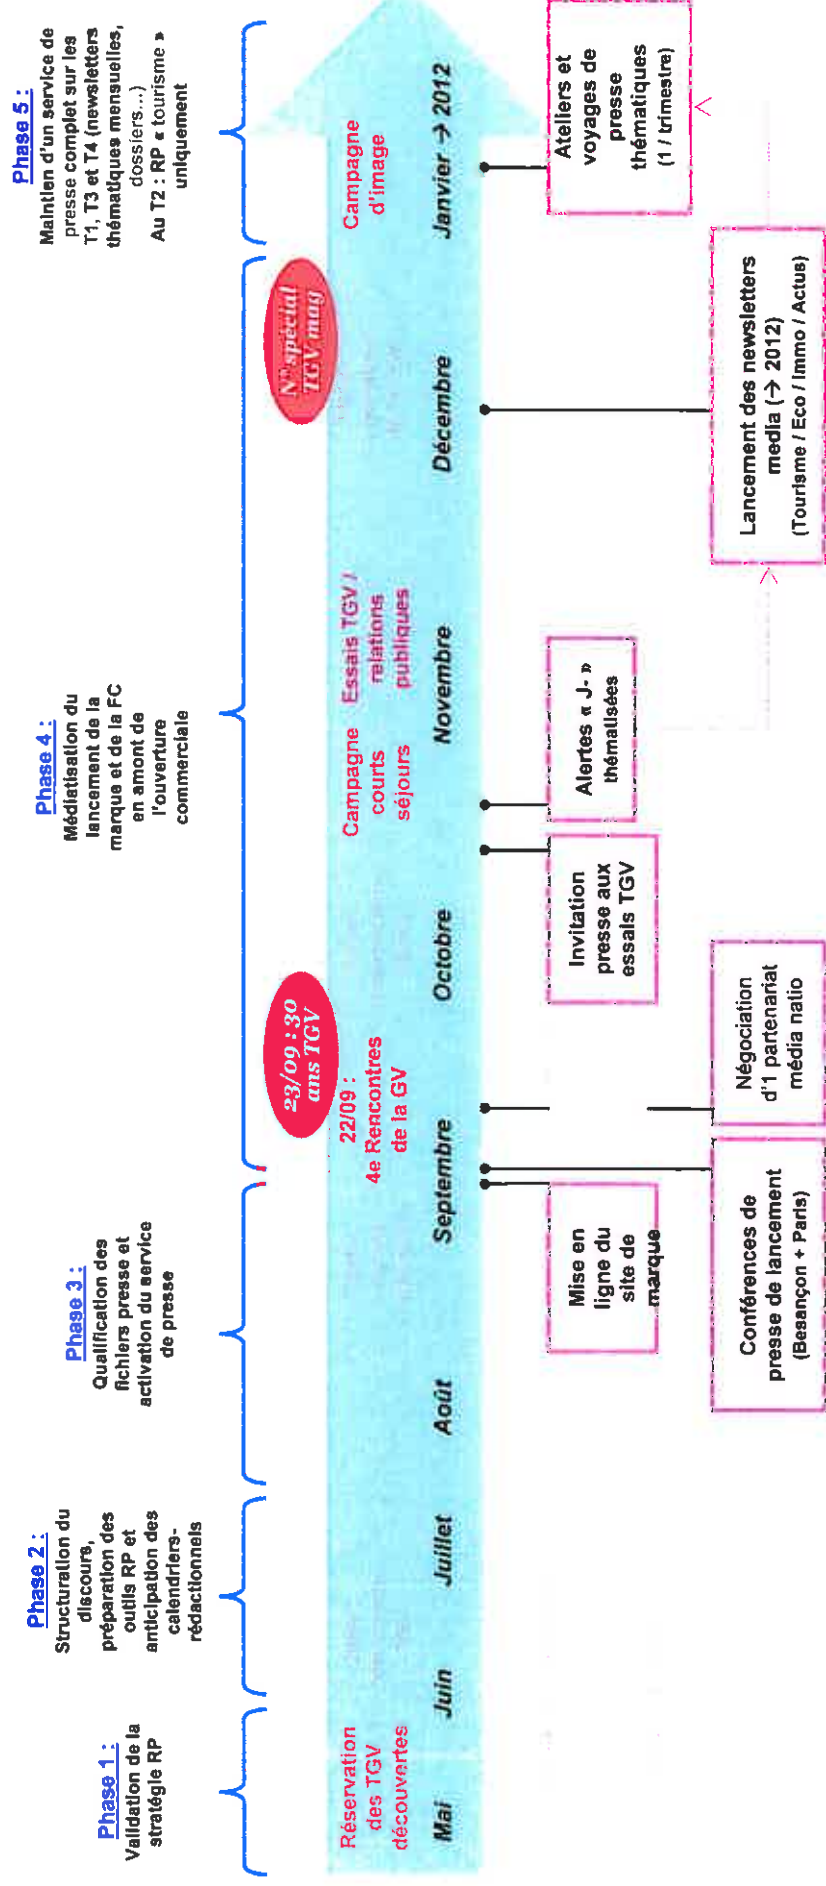 Phase 1 :
Validation de la
stratégie RP
Phase 2 :
Structuration du
discours,
préparation des
outils RP et
anticipation des
calendriers-
rédactionnels
Phase 3 :
Qualification des
fichiers presse et
activation du service
de presse
Phase 4 :
Médiatisation du
lancement de la
marque et de la FC
en amont de
l'ouverture
commerciale
Phase 5 :
Maintien d'un service de
presse complet sur les
T1, T3 et T4 (newsletters
thématiques mensuelles,
dossiers...)
Au T2 : RP « tourisme »
uniquement
23/09 : 30
ans TGV
N° spécial
TGV mag
Réservation
des TGV
découvertes
22/09 :
4e Rencontres
de la GV
Campagne
courts
séjours
Essais TGV /
relations
publiques
Campagne
d'image
Mai
Juin
Juillet
Août
Septembre
Octobre
Novembre
Décembre
Janvier → 2012
Mise en
ligne du
site de
marque
Invitation
presse aux
essais TGV
Alertes « J- »
thématisées
Ateliers et
voyages de
presse
thématiques
(1 / trimestre)
Conférences de
presse de lancement
(Besançon + Paris)
Négociation
d'1 partenariat
média natio
Lancement des newsletters
media (→ 2012)
(Tourisme / Eco / Immo / Actus)